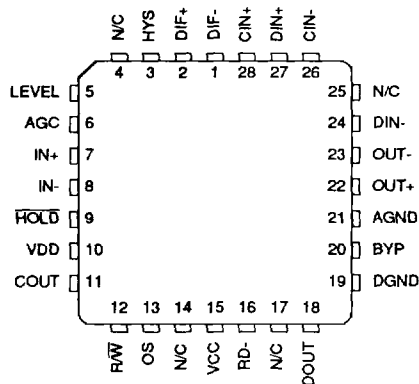 N/C HYS DIF+ DIF- CIN+ DIN+ CIN-
4 3 2 1 28 27 26
LEVEL 5 25 N/C
AGC 6 24 DIN-
IN+ 7 23 OUT-
IN- 8 22 OUT+
HOLD 9 21 AGND
VDD 10 20 BYP
COUT 11 19 DGND
12 13 14 15 16 17 18
R/W OS N/C VCC RD- N/C DOUT